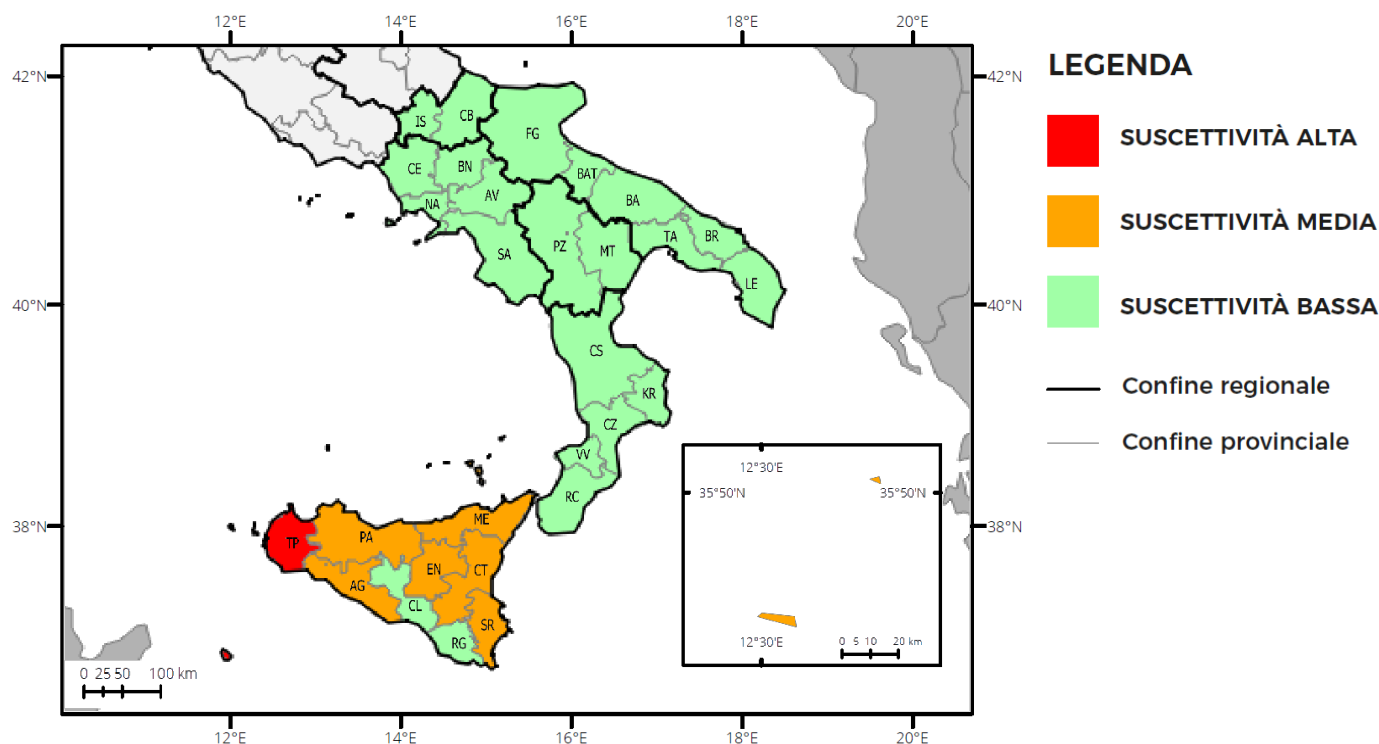 12°E 14°E 16°E 18°E 20°E
42°N 42°N
LEGENDA
SUSCETTIVITÀ ALTA
SUSCETTIVITÀ MEDIA
SUSCETTIVITÀ BASSA
Confine regionale
Confine provinciale
IS CB FG
CE BN BAT
NA AV BA
SA PZ MT TA BR
LE
40°N 40°N
CS
KR
CZ
VV
RC
12°30'E
35°50'N 35°50'N
12°30'E
0 5 10 20 km
38°N 38°N
TP PA ME
AG EN CT
CL SR
RG
0 25 50 100 km
12°E 14°E 16°E 18°E 20°E